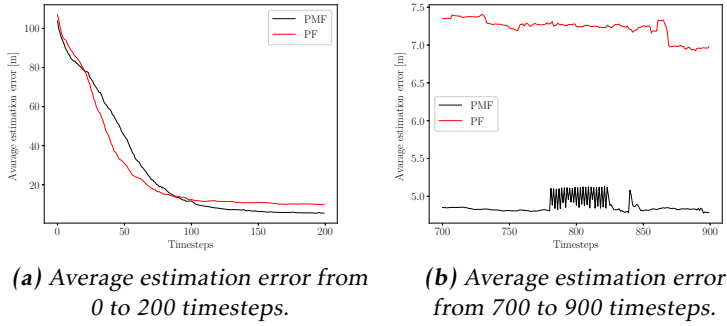 Avarage estimation error [m]
100
80
60
40
20
0
50
100
150
200
Timesteps
PMF
PF
(a) Average estimation error from
0 to 200 timesteps.
Avarage estimation error [m]
7.5
7.0
6.5
6.0
5.5
5.0
700
750
800
850
900
Timesteps
PMF
PF
(b) Average estimation error
from 700 to 900 timesteps.